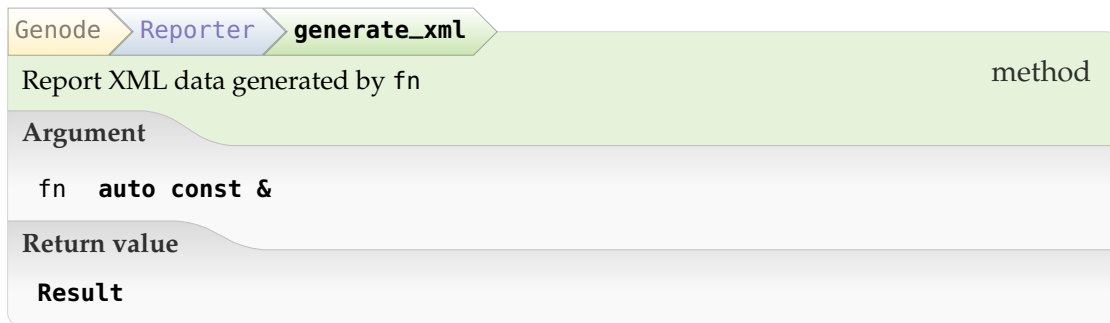 Genode Reporter generate_xml
Report XML data generated by fn method
Argument
fn auto const &
Return value
Result